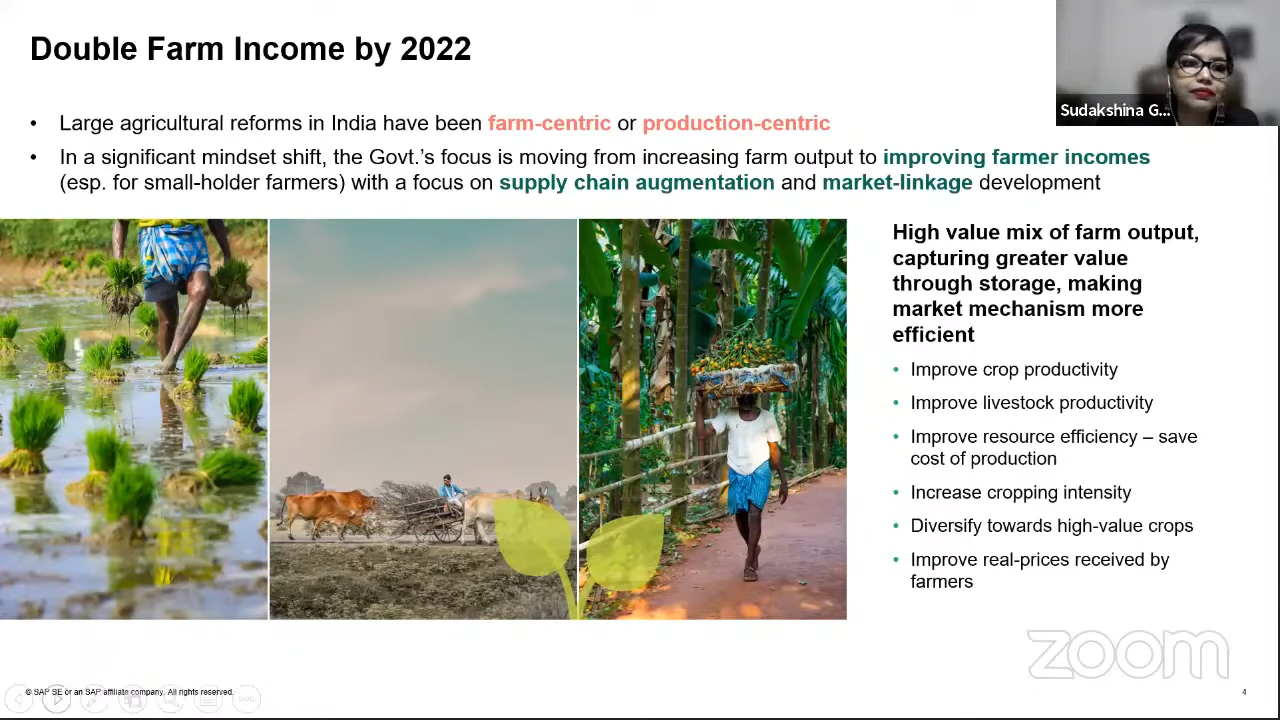 Double Farm Income by 2022
Sudakshina G...
• Large agricultural reforms in India have been farm-centric or production-centric
• In a significant mindset shift, the Govt.'s focus is moving from increasing farm output to improving farmer incomes
(esp. for small-holder farmers) with a focus on supply chain augmentation and market-linkage development
High value mix of farm output,
capturing greater value
through storage, making
market mechanism more
efficient
• Improve crop productivity
• Improve livestock productivity
• Improve resource efficiency – save
cost of production
• Increase cropping intensity
• Diversify towards high-value crops
• Improve real-prices received by
farmers
zoom
© SAP SE or an SAP affiliate company. All rights reserved.
4